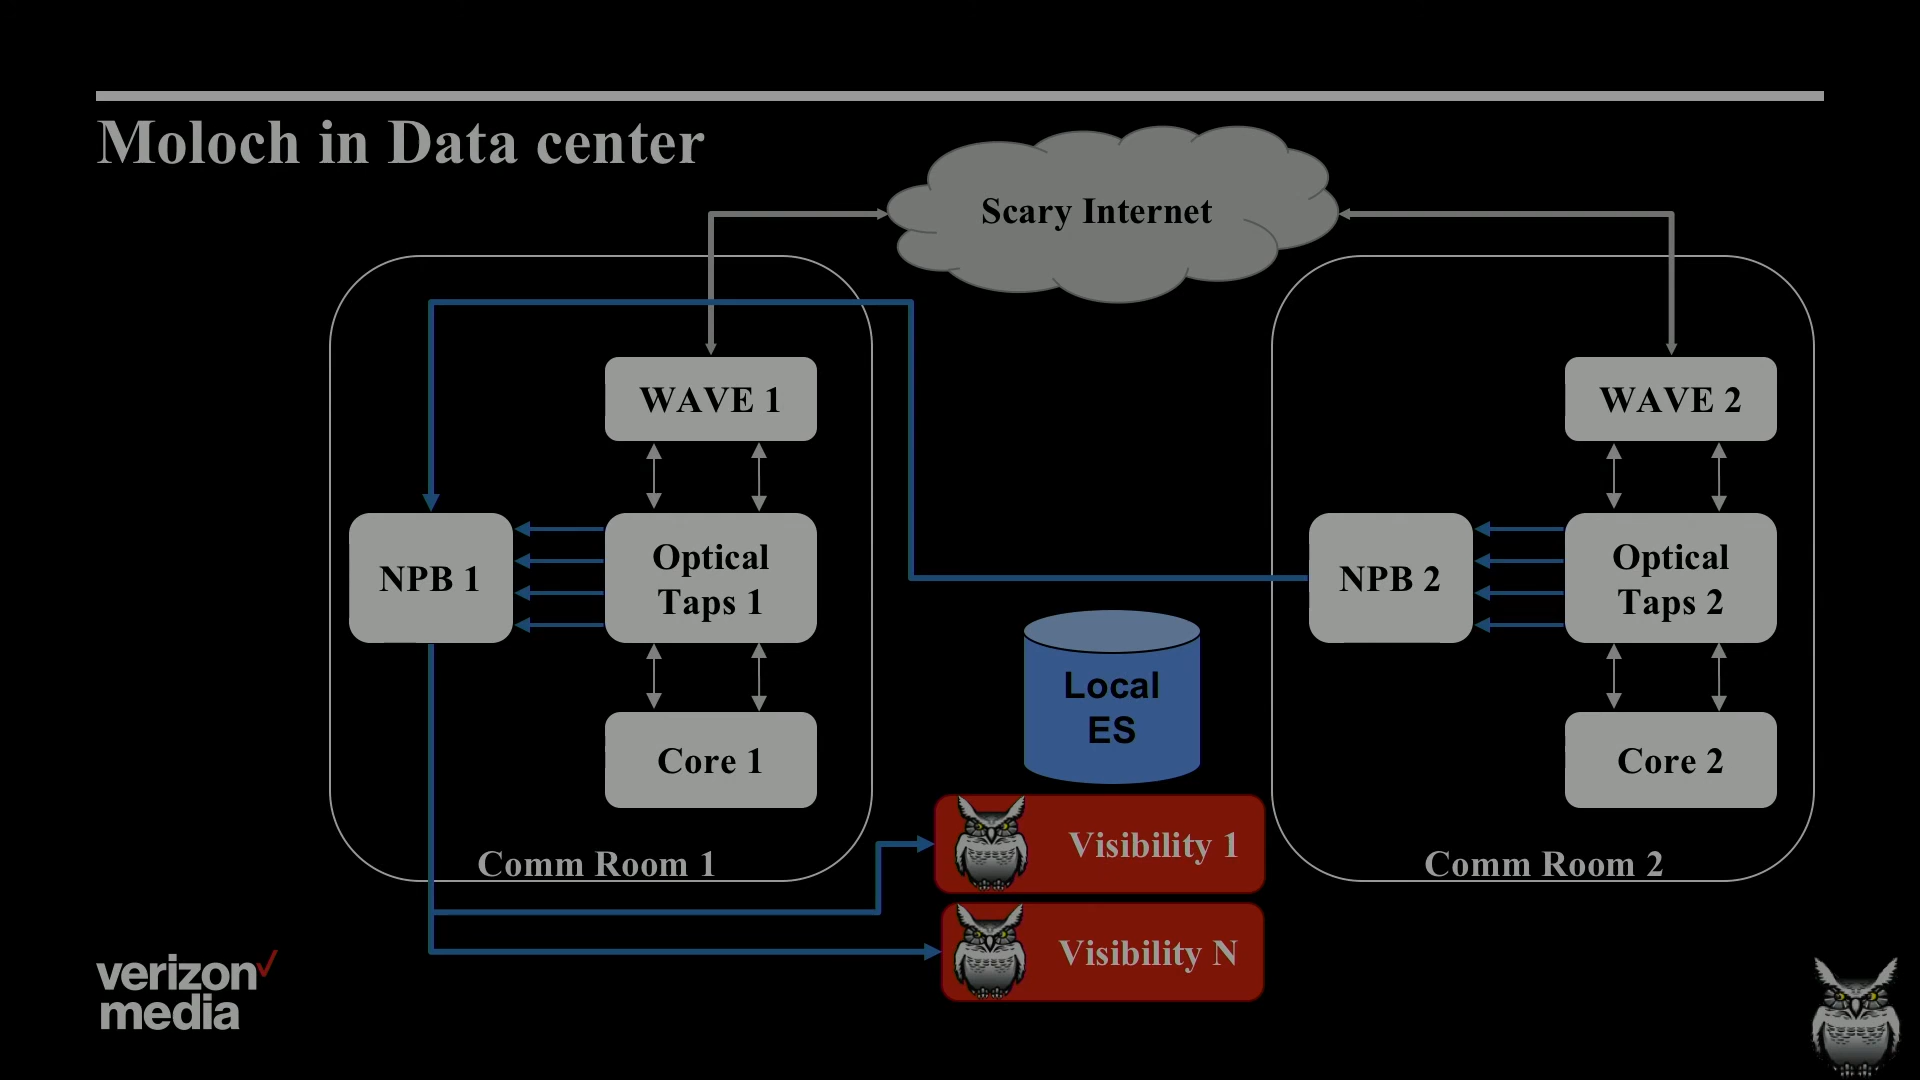 Moloch in Data center
Scary Internet
WAVE 1
WAVE 2
NPB 1
Optical
Taps 1
NPB 2
Optical
Taps 2
Local
ES
Core 1
Core 2
Visibility 1
Comm Room 1
Comm Room 2
Visibility N
verizon
media